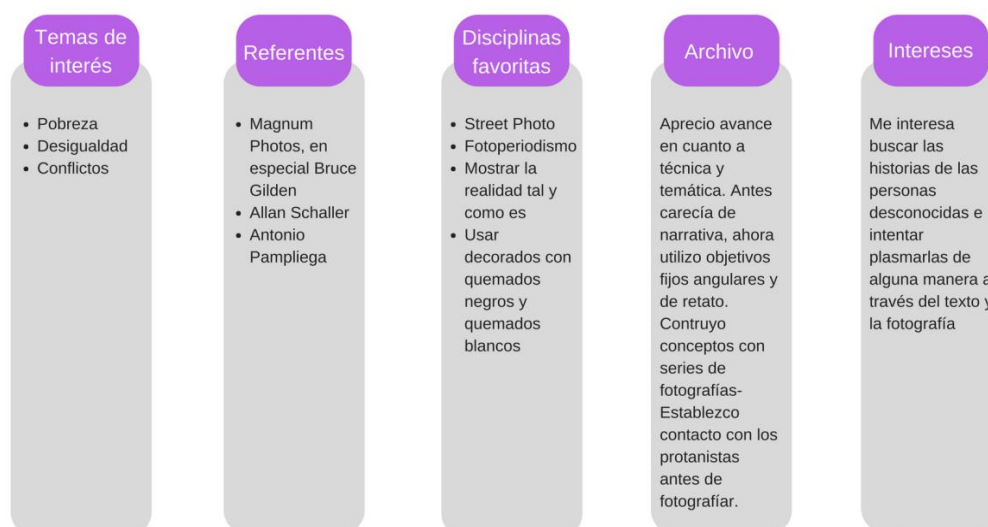 Temas de
interés
• Pobreza
• Desigualdad
• Conflictos
Referentes
• Magnum
Photos, en
especial Bruce
Gilden
• Allan Schaller
• Antonio
Pampliega
Disciplinas
favoritas
• Street Photo
• Fotoperiodismo
• Mostrar la
realidad tal y
como es
• Usar
decorados con
quemados
negros y
quemados
blancos
Archivo
Aprecio avance
en cuanto a
técnica y
temática. Antes
carecía de
narrativa, ahora
utilizo objetivos
fijos angulares y
de retato.
Contruyo
conceptos con
series de
fotografías-
Establezco
contacto con los
protanistas
antes de
fotografíar.
Intereses
Me interesa
buscar las
historias de las
personas
desconocidas e
intentar
plasmarlas de
alguna manera a
través del texto y
la fotografía